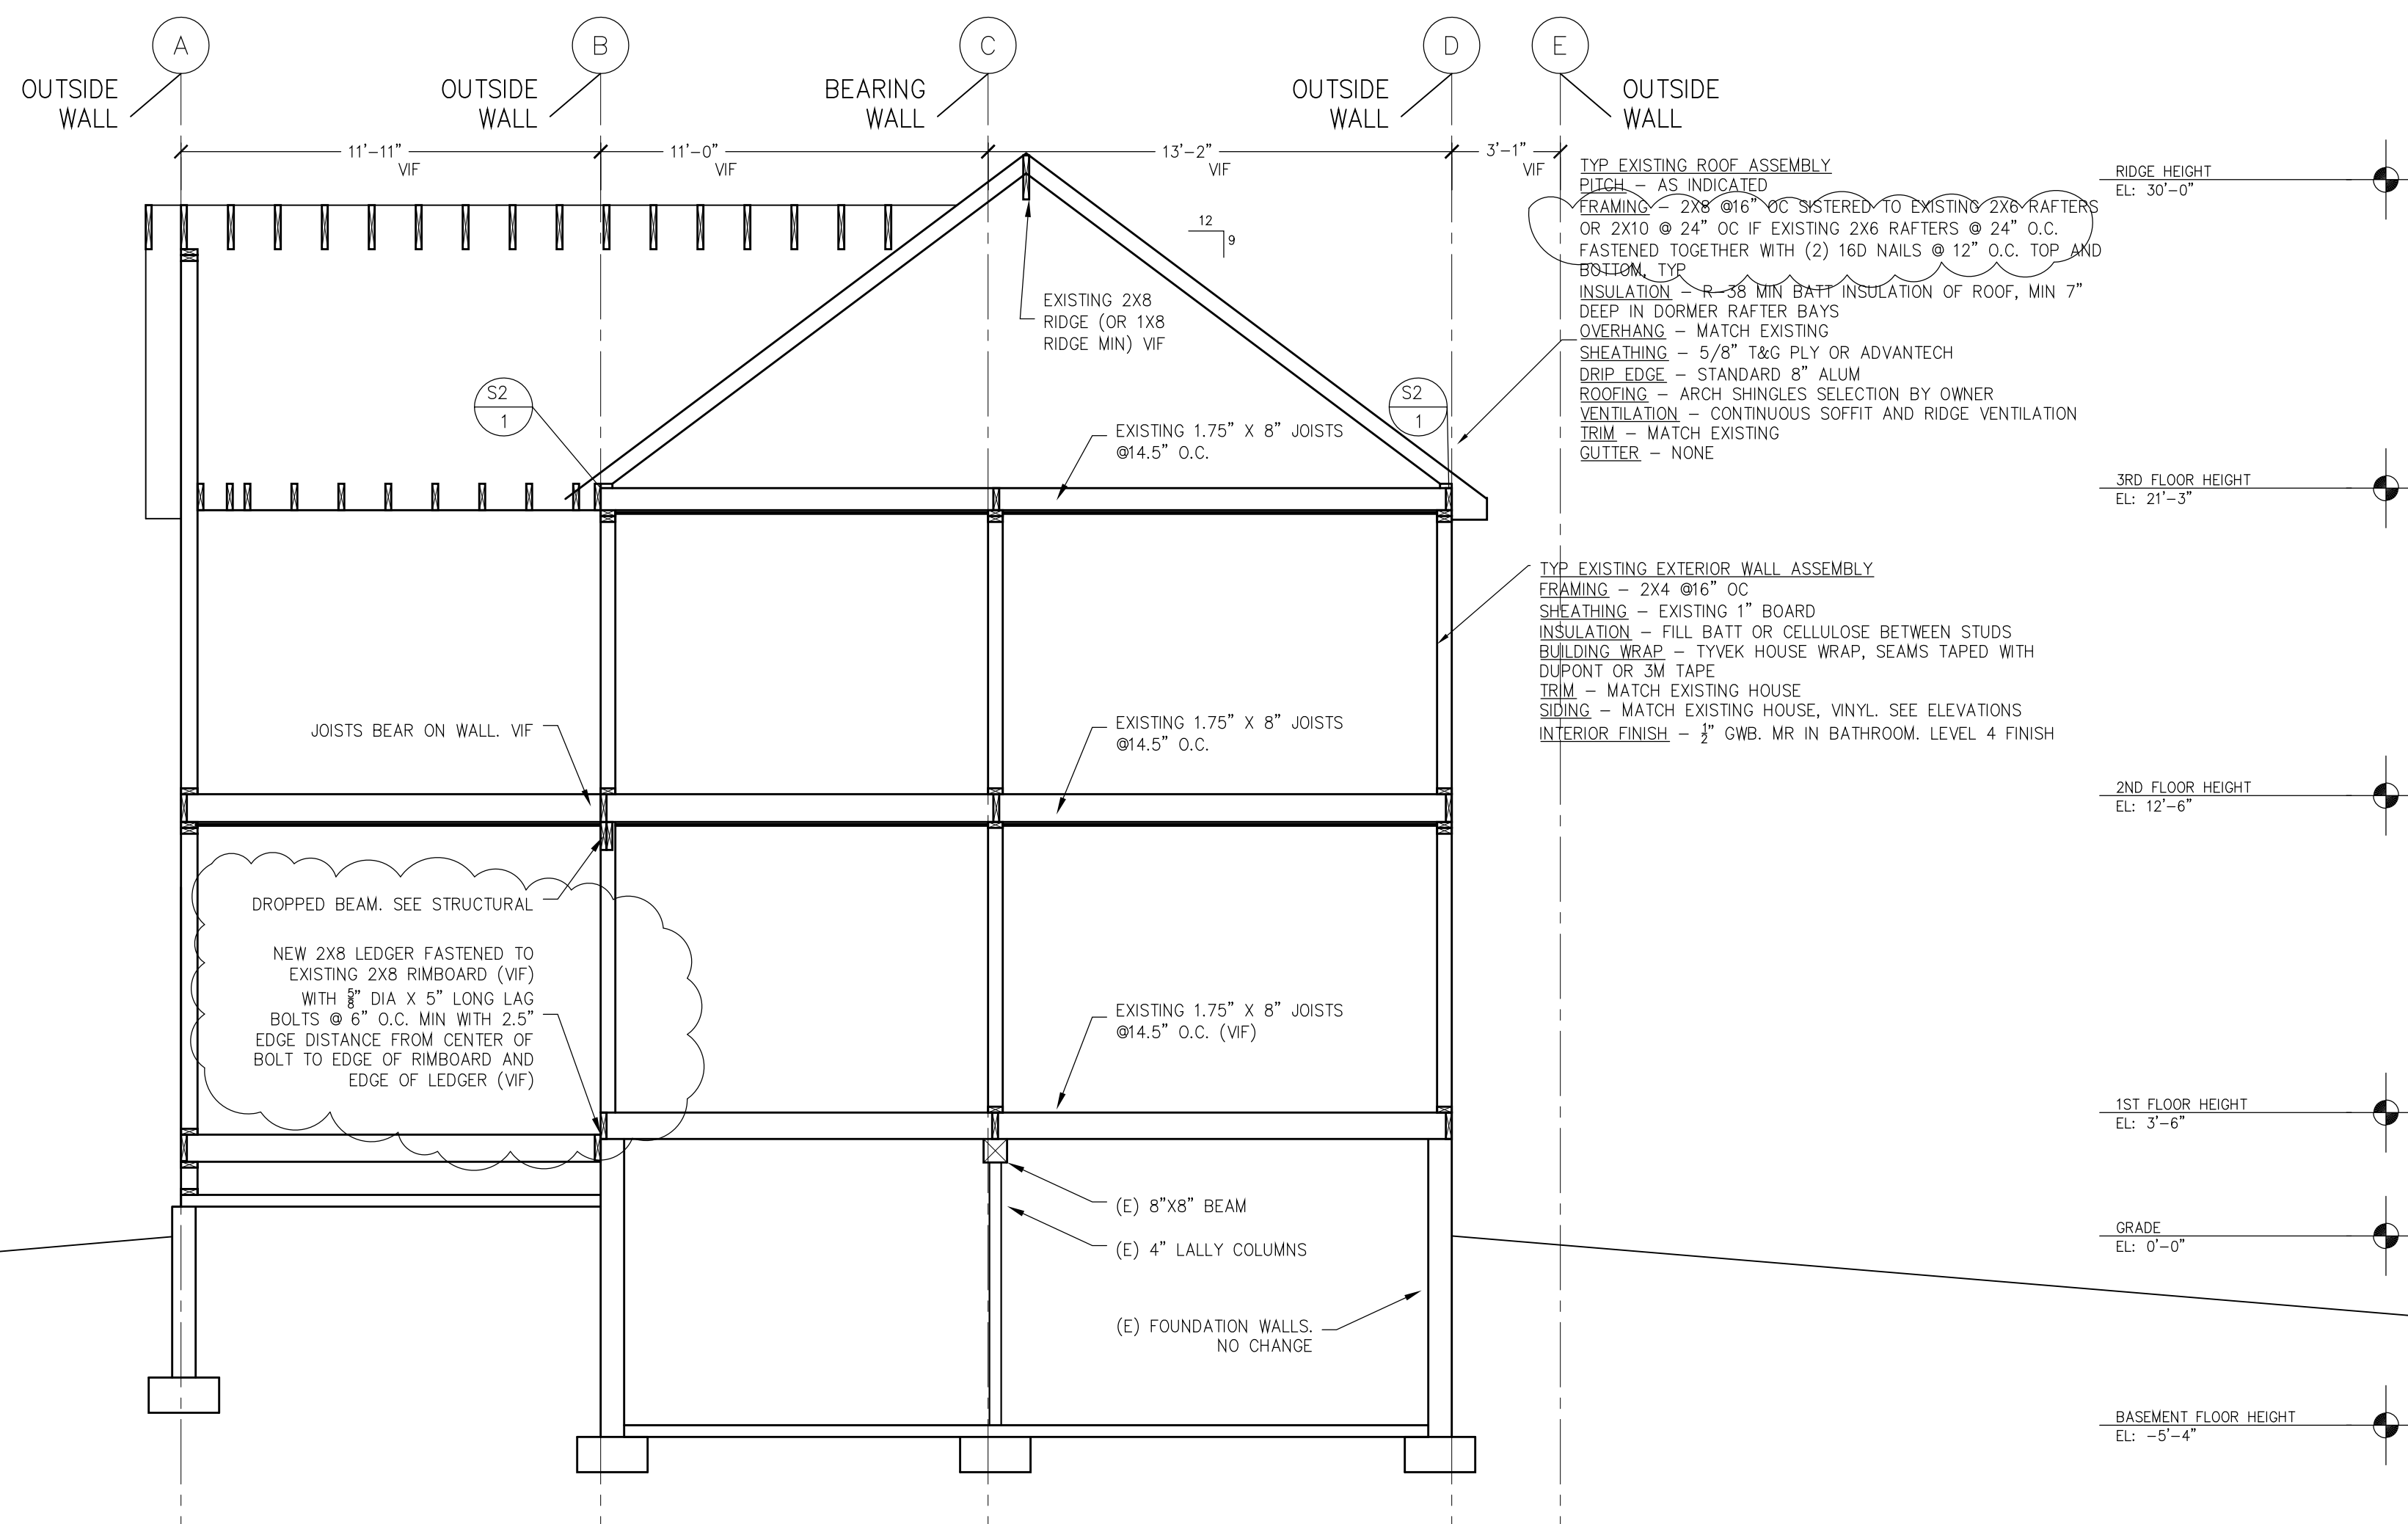 A
B
C
D
E
OUTSIDE
WALL
OUTSIDE
WALL
BEARING
WALL
OUTSIDE
WALL
OUTSIDE
WALL
11'-11"
VIF
11'-0"
VIF
13'-2"
VIF
3'-1"
VIF
12
9
EXISTING 2X8
RIDGE (OR 1X8
RIDGE MIN) VIF
S2
1
S2
1
TYP EXISTING ROOF ASSEMBLY
PITCH – AS INDICATED
FRAMING – 2X8 @16" OC SISTERED TO EXISTING 2X6 RAFTERS
OR 2X10 @ 24" OC IF EXISTING 2X6 RAFTERS @ 24" O.C.
FASTENED TOGETHER WITH (2) 16D NAILS @ 12" O.C. TOP AND
BOTTOM, TYP
INSULATION – R-38 MIN BATT INSULATION OF ROOF, MIN 7"
DEEP IN DORMER RAFTER BAYS
OVERHANG – MATCH EXISTING
SHEATHING – 5/8" T&G PLY OR ADVANTECH
DRIP EDGE – STANDARD 8" ALUM
ROOFING – ARCH SHINGLES SELECTION BY OWNER
VENTILATION – CONTINUOUS SOFFIT AND RIDGE VENTILATION
TRIM – MATCH EXISTING
GUTTER – NONE
EXISTING 1.75" X 8" JOISTS
@14.5" O.C.
TYP EXISTING EXTERIOR WALL ASSEMBLY
FRAMING – 2X4 @16" OC
SHEATHING – EXISTING 1" BOARD
INSULATION – FILL BATT OR CELLULOSE BETWEEN STUDS
BUILDING WRAP – TYVEK HOUSE WRAP, SEAMS TAPED WITH
DUPONT OR 3M TAPE
TRIM – MATCH EXISTING HOUSE
SIDING – MATCH EXISTING HOUSE, VINYL. SEE ELEVATIONS
INTERIOR FINISH – ½" GWB. MR IN BATHROOM. LEVEL 4 FINISH
JOISTS BEAR ON WALL. VIF
EXISTING 1.75" X 8" JOISTS
@14.5" O.C.
DROPPED BEAM. SEE STRUCTURAL
NEW 2X8 LEDGER FASTENED TO
EXISTING 2X8 RIMBOARD (VIF)
WITH ⅝" DIA X 5" LONG LAG
BOLTS @ 6" O.C. MIN WITH 2.5"
EDGE DISTANCE FROM CENTER OF
BOLT TO EDGE OF RIMBOARD AND
EDGE OF LEDGER (VIF)
EXISTING 1.75" X 8" JOISTS
@14.5" O.C. (VIF)
(E) 8"X8" BEAM
(E) 4" LALLY COLUMNS
(E) FOUNDATION WALLS.
NO CHANGE
RIDGE HEIGHT
EL: 30'-0"
3RD FLOOR HEIGHT
EL: 21'-3"
2ND FLOOR HEIGHT
EL: 12'-6"
1ST FLOOR HEIGHT
EL: 3'-6"
GRADE
EL: 0'-0"
BASEMENT FLOOR HEIGHT
EL: -5'-4"